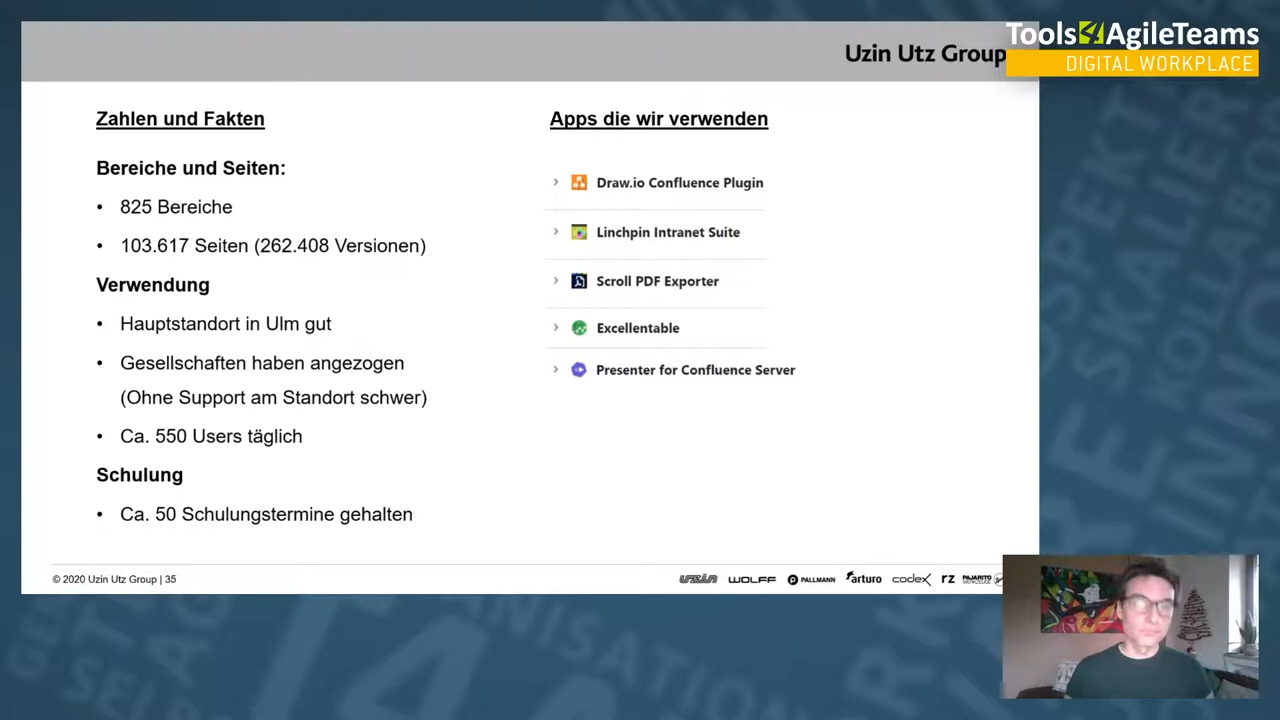 Tools4AgileTeams
DIGITAL WORKPLACE
Uzin Utz Group
Zahlen und Fakten
Bereiche und Seiten:
• 825 Bereiche
• 103.617 Seiten (262.408 Versionen)
Verwendung
• Hauptstandort in Ulm gut
• Gesellschaften haben angezogen
(Ohne Support am Standort schwer)
• Ca. 550 Users täglich
Schulung
• Ca. 50 Schulungstermine gehalten
Apps die wir verwenden
Draw.io Confluence Plugin
Linchpin Intranet Suite
Scroll PDF Exporter
Excellentable
Presenter for Confluence Server
© 2020 Uzin Utz Group | 35
UZIN WOLFF PALLMANN arturo codex rz PAJARITO